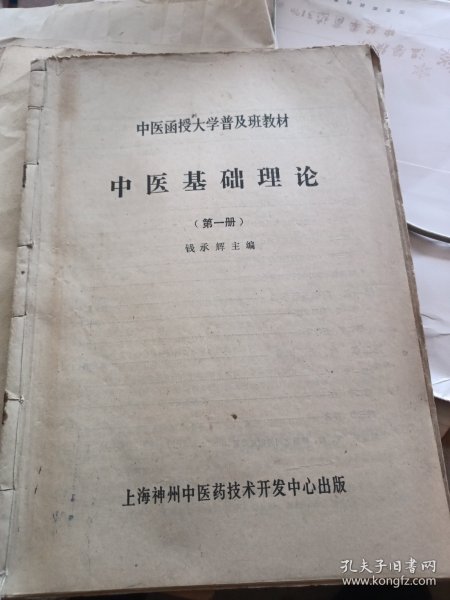 中医函授大学普及班教材
中医基础理论
（第一册）
钱承辉主编
上海神州中医药技术开发中心出版
孔夫子旧书网
www.kongfz.com